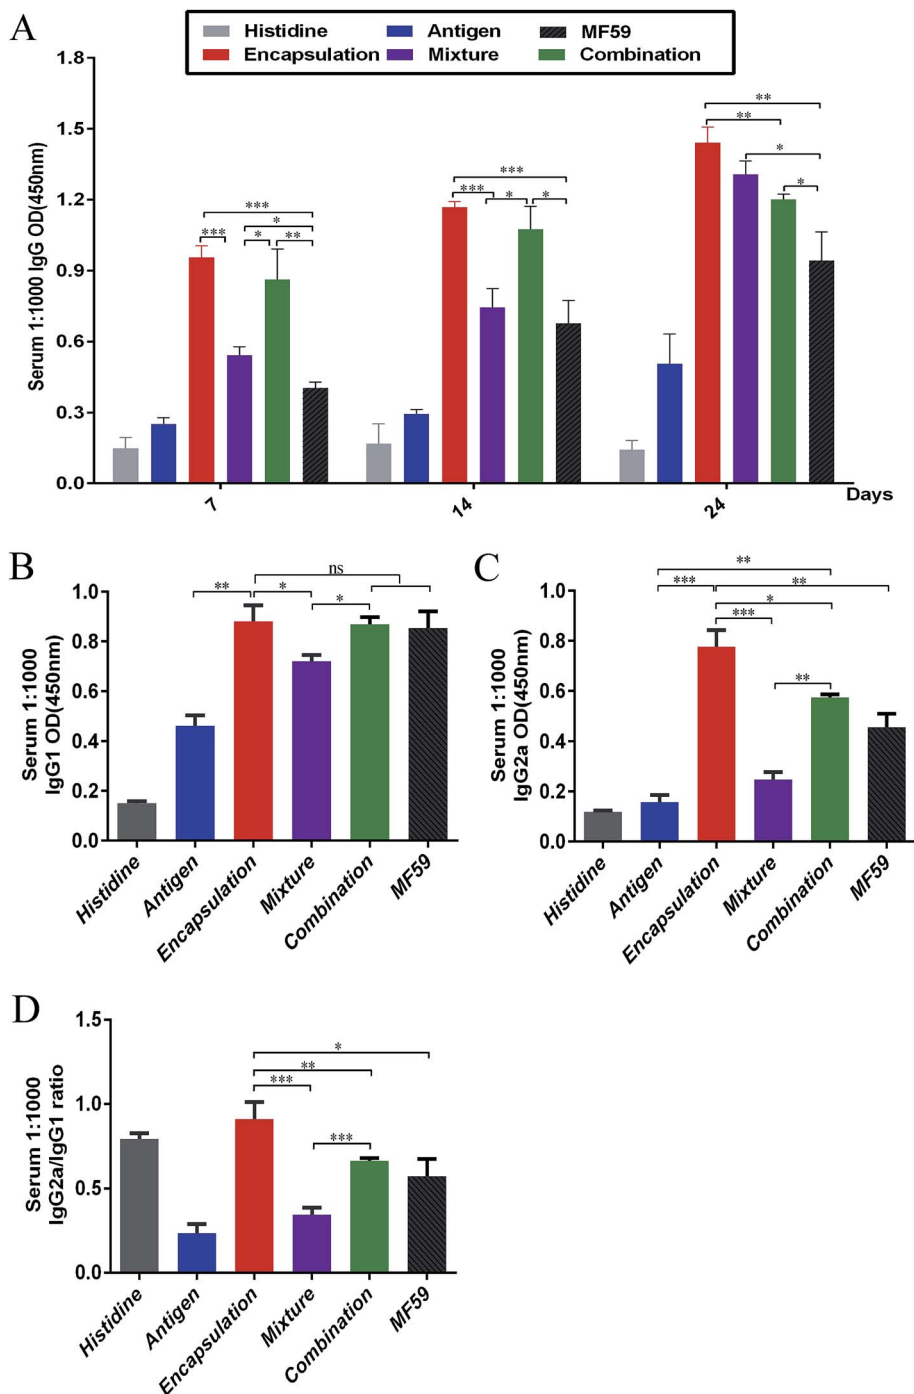 A
Histidine Antigen MF59
Encapsulation Mixture Combination
Serum 1:1000 IgG OD(450nm)
1.8
1.5
1.2
0.9
0.6
0.3
0.0
*** *** * * **
*** *** * *
** ** * *
7 14 24
Days
B
Serum 1:1000
IgG1 OD(450nm)
1.0
0.8
0.6
0.4
0.2
0.0
ns
** * *
Histidine Antigen Encapsulation Mixture Combination MF59
C
Serum 1:1000
IgG2a OD(450nm)
1.0
0.8
0.6
0.4
0.2
0.0
**
*** **
*
***
**
Histidine Antigen Encapsulation Mixture Combination MF59
D
Serum 1:1000
IgG2a/IgG1 ratio
1.5
1.0
0.5
0.0
*
**
***
***
Histidine Antigen Encapsulation Mixture Combination MF59